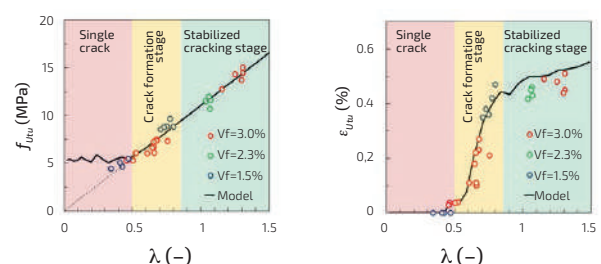 Single
crack
Crack formation
stage
Stabilized
cracking stage
20
15
10
5
0
0
0.5
1
1.5
f Utu (MPa)
λ (−)
Vf=3.0%
Vf=2.3%
Vf=1.5%
Model
Single
crack
Crack formation
stage
Stabilized
cracking stage
0.6
0.4
0,2
0
0
0.5
1
1.5
ε Utu (%)
λ (−)
Vf=3.0%
Vf=2.3%
Vf=1.5%
Model